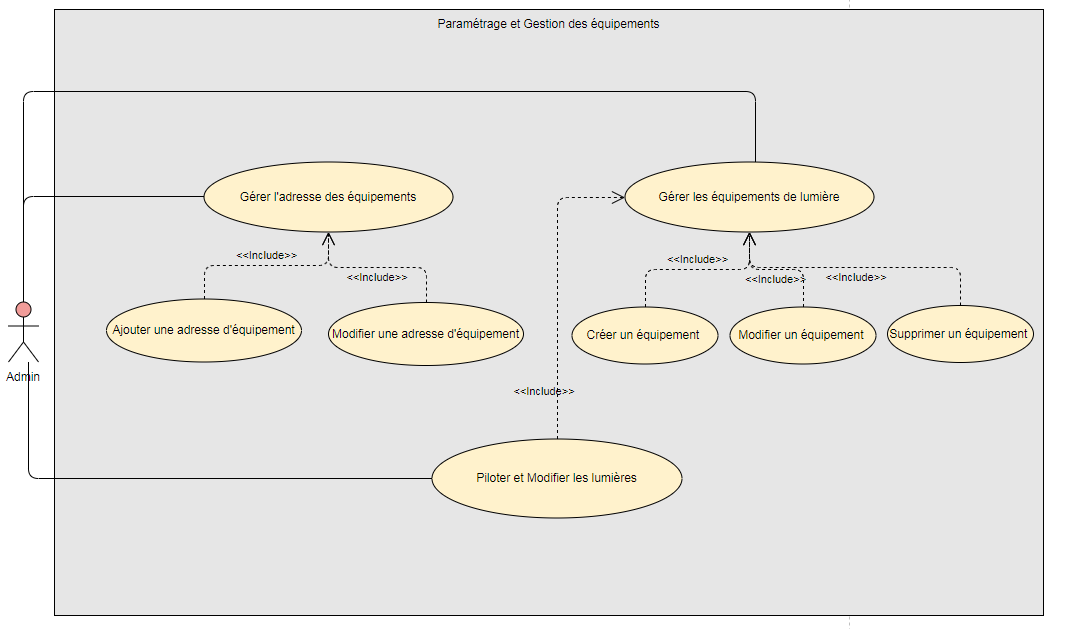 Paramétrage et Gestion des équipements
Gérer l'adresse des équipements
Gérer les équipements de lumière
<<Include>>
<<Include>>
<<Include>>
<<Include>>
<<Include>>
Ajouter une adresse d'équipement
Modifier une adresse d'équipement
Créer un équipement
Modifier un équipement
Supprimer un équipement
Admin
<<Include>>
Piloter et Modifier les lumières